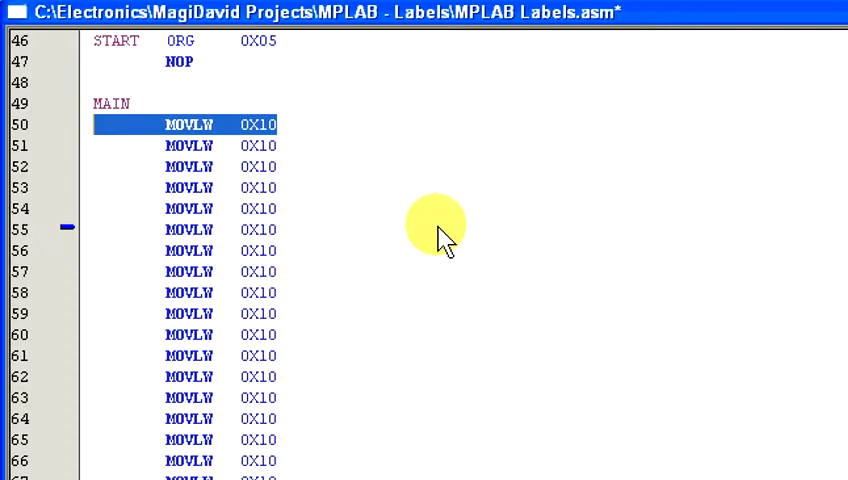 C:\Electronics\MagiDavid Projects\MPLAB - Labels\MPLAB Labels.asm*
46 START ORG 0X05
47 NOP
48
49 MAIN
50 MOVLW 0X10
51 MOVLW 0X10
52 MOVLW 0X10
53 MOVLW 0X10
54 MOVLW 0X10
55 MOVLW 0X10
56 MOVLW 0X10
57 MOVLW 0X10
58 MOVLW 0X10
59 MOVLW 0X10
60 MOVLW 0X10
61 MOVLW 0X10
62 MOVLW 0X10
63 MOVLW 0X10
64 MOVLW 0X10
65 MOVLW 0X10
66 MOVLW 0X10
67 MOVLW 0X10